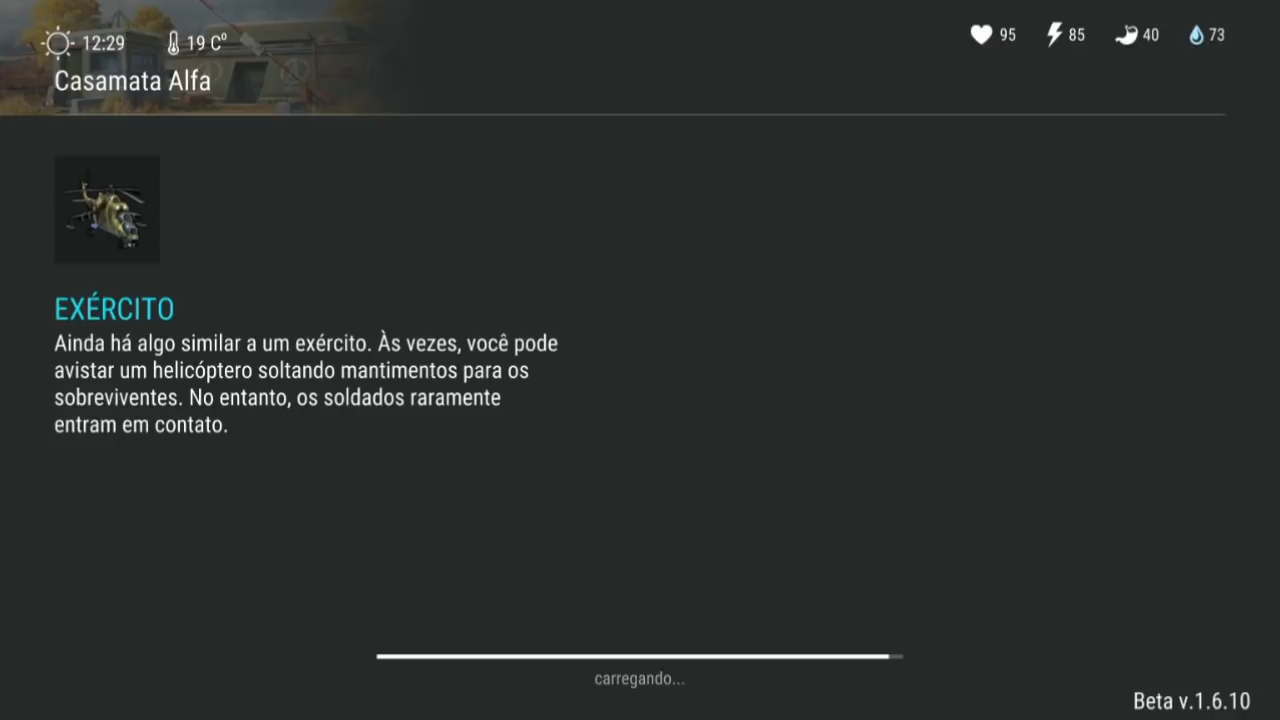 12:29 19 C° 95 85 40 73
Casamata Alfa
EXÉRCITO
Ainda há algo similar a um exército. Às vezes, você pode
avistar um helicóptero soltando mantimentos para os
sobreviventes. No entanto, os soldados raramente
entram em contato.
carregando...
Beta v.1.6.10